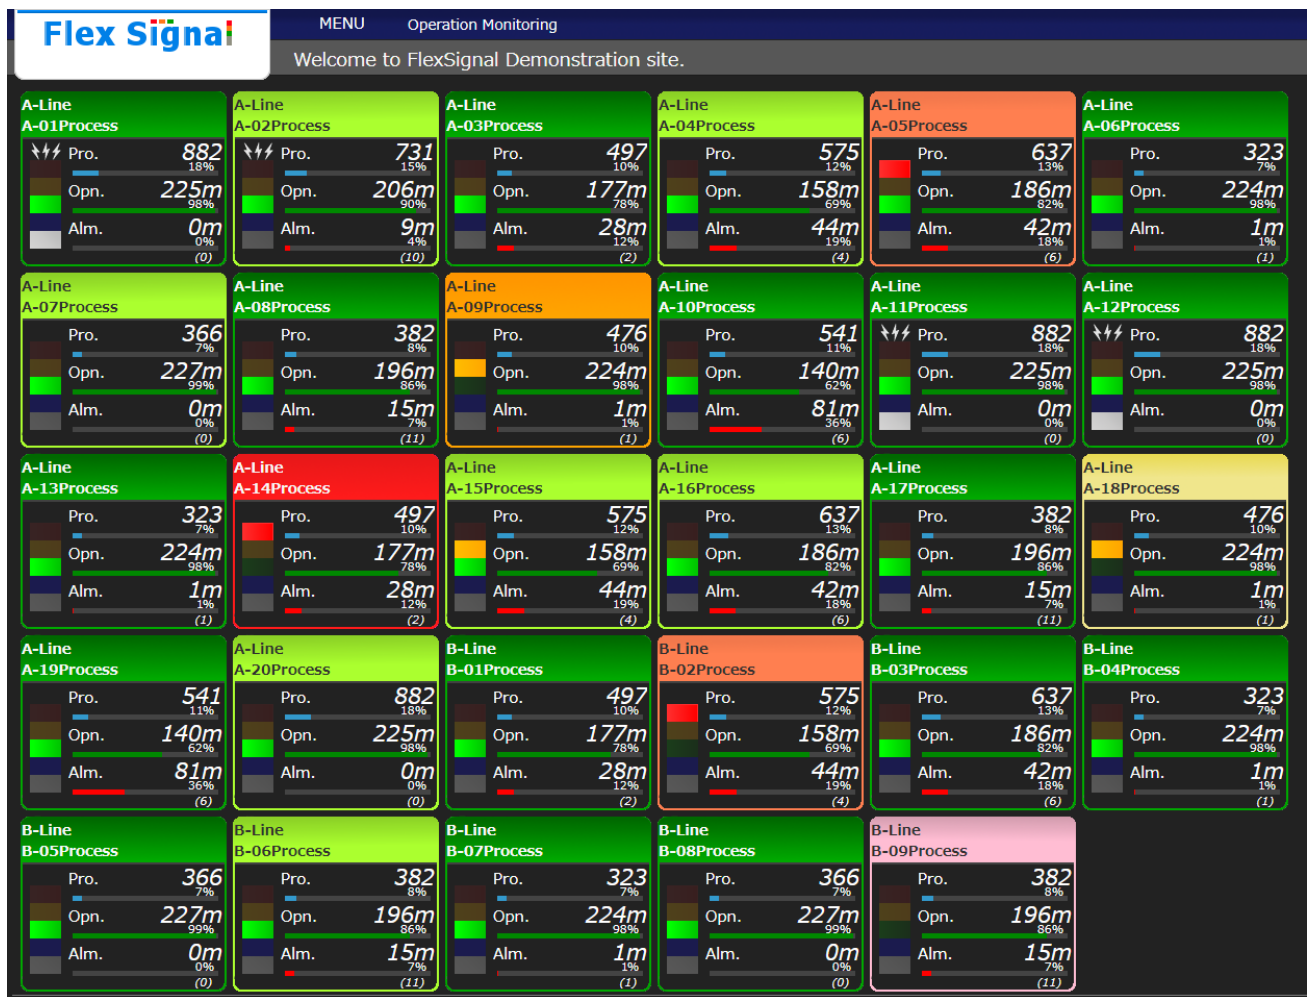 Flex Signal
MENU Operation Monitoring
Welcome to FlexSignal Demonstration site.
A-Line
A-01Process
Pro. 882
18%
Opn. 225m
98%
Alm. 0m
0%
(0)
A-Line
A-02Process
Pro. 731
15%
Opn. 206m
90%
Alm. 9m
4%
(10)
A-Line
A-03Process
Pro. 497
10%
Opn. 177m
78%
Alm. 28m
12%
(2)
A-Line
A-04Process
Pro. 575
12%
Opn. 158m
69%
Alm. 44m
19%
(4)
A-Line
A-05Process
Pro. 637
13%
Opn. 186m
82%
Alm. 42m
18%
(6)
A-Line
A-06Process
Pro. 323
7%
Opn. 224m
98%
Alm. 1m
1%
(1)
A-Line
A-07Process
Pro. 366
7%
Opn. 227m
99%
Alm. 0m
0%
(0)
A-Line
A-08Process
Pro. 382
8%
Opn. 196m
86%
Alm. 15m
7%
(11)
A-Line
A-09Process
Pro. 476
10%
Opn. 224m
98%
Alm. 1m
1%
(1)
A-Line
A-10Process
Pro. 541
11%
Opn. 140m
62%
Alm. 81m
36%
(6)
A-Line
A-11Process
Pro. 882
18%
Opn. 225m
98%
Alm. 0m
0%
(0)
A-Line
A-12Process
Pro. 882
18%
Opn. 225m
98%
Alm. 0m
0%
(0)
A-Line
A-13Process
Pro. 323
7%
Opn. 224m
98%
Alm. 1m
1%
(1)
A-Line
A-14Process
Pro. 497
10%
Opn. 177m
78%
Alm. 28m
12%
(2)
A-Line
A-15Process
Pro. 575
12%
Opn. 158m
69%
Alm. 44m
19%
(4)
A-Line
A-16Process
Pro. 637
13%
Opn. 186m
82%
Alm. 42m
18%
(6)
A-Line
A-17Process
Pro. 382
8%
Opn. 196m
86%
Alm. 15m
7%
(11)
A-Line
A-18Process
Pro. 476
10%
Opn. 224m
98%
Alm. 1m
1%
(1)
A-Line
A-19Process
Pro. 541
11%
Opn. 140m
62%
Alm. 81m
36%
(6)
A-Line
A-20Process
Pro. 882
18%
Opn. 225m
98%
Alm. 0m
0%
(0)
B-Line
B-01Process
Pro. 497
10%
Opn. 177m
78%
Alm. 28m
12%
(2)
B-Line
B-02Process
Pro. 575
12%
Opn. 158m
69%
Alm. 44m
19%
(4)
B-Line
B-03Process
Pro. 637
13%
Opn. 186m
82%
Alm. 42m
18%
(6)
B-Line
B-04Process
Pro. 323
7%
Opn. 224m
98%
Alm. 1m
1%
(1)
B-Line
B-05Process
Pro. 366
7%
Opn. 227m
99%
Alm. 0m
0%
(0)
B-Line
B-06Process
Pro. 382
8%
Opn. 196m
86%
Alm. 15m
7%
(11)
B-Line
B-07Process
Pro. 323
7%
Opn. 224m
98%
Alm. 1m
1%
(1)
B-Line
B-08Process
Pro. 366
7%
Opn. 227m
99%
Alm. 0m
0%
(0)
B-Line
B-09Process
Pro. 382
8%
Opn. 196m
86%
Alm. 15m
7%
(11)